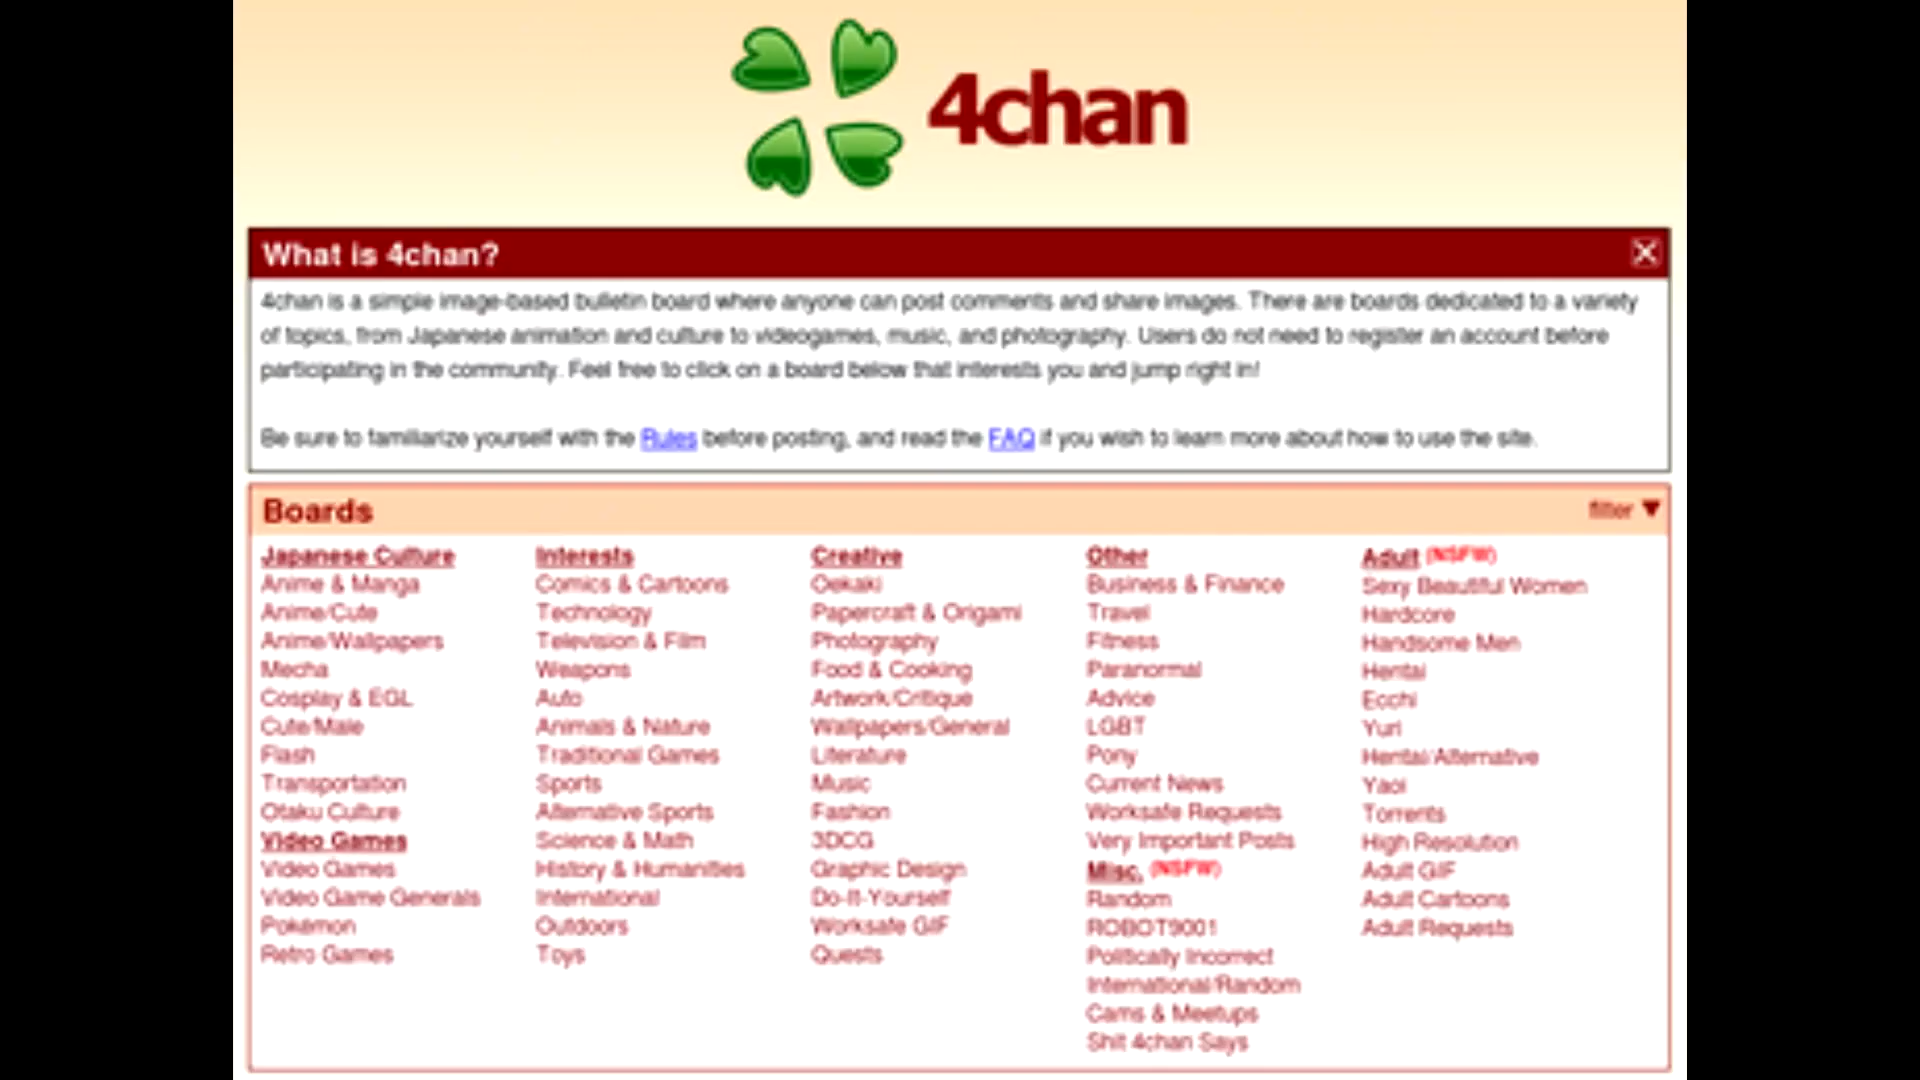 4chan
What is 4chan?
4chan is a simple image-based bulletin board where anyone can post comments and share images. There are boards dedicated to a variety
of topics, from Japanese animation and culture to videogames, music, and photography. Users do not need to register an account before
participating in the community. Feel free to click on a board below that interests you and jump right in!
Be sure to familiarize yourself with the Rules before posting, and read the FAQ if you wish to learn more about how to use the site.
Boards
filter ▼
Japanese Culture
Anime & Manga
Anime/Cute
Anime/Wallpapers
Mecha
Cosplay & EGL
Cute/Male
Flash
Transportation
Otaku Culture
Video Games
Video Games
Video Game Generals
Pokémon
Retro Games
Interests
Comics & Cartoons
Technology
Television & Film
Weapons
Auto
Animals & Nature
Traditional Games
Sports
Alternative Sports
Science & Math
History & Humanities
International
Outdoors
Toys
Creative
Oekaki
Papercraft & Origami
Photography
Food & Cooking
Artwork/Critique
Wallpapers/General
Literature
Music
Fashion
3DCG
Graphic Design
Do-It-Yourself
Worksafe GIF
Quests
Other
Business & Finance
Travel
Fitness
Paranormal
Advice
LGBT
Pony
Current News
Worksafe Requests
Very Important Posts
Misc. (NSFW)
Random
ROBOT9001
Politically Incorrect
International/Random
Cams & Meetups
Shit 4chan Says
Adult (NSFW)
Sexy Beautiful Women
Hardcore
Handsome Men
Hentai
Ecchi
Yuri
Hentai/Alternative
Yaoi
Torrents
High Resolution
Adult GIF
Adult Cartoons
Adult Requests